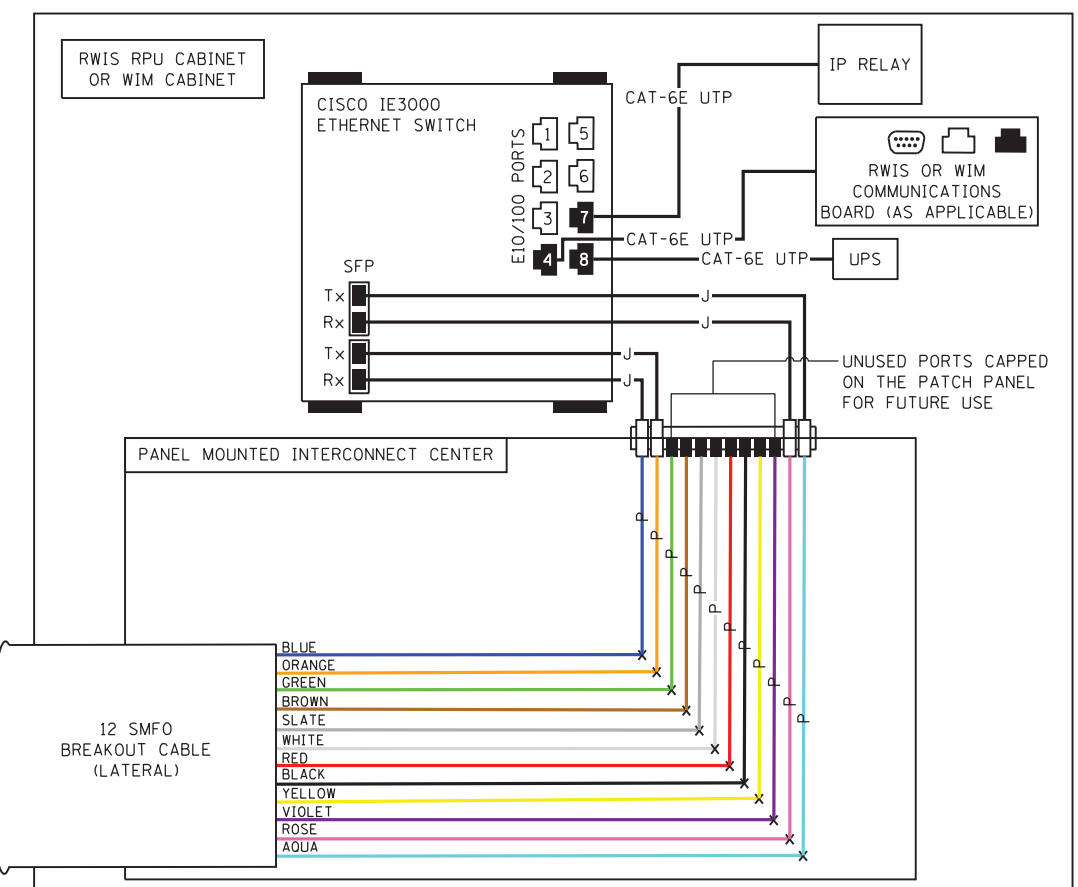 RWIS RPU CABINET
OR WIM CABINET
CISCO IE3000
ETHERNET SWITCH
E10/100 PORTS
1
5
2
6
3
7
4
8
CAT-6E UTP
IP RELAY
RWIS OR WIM
COMMUNICATIONS
BOARD (AS APPLICABLE)
CAT-6E UTP
CAT-6E UTP
UPS
SFP
Tx
J
Rx
J
Tx
J
Rx
J
UNUSED PORTS CAPPED
ON THE PATCH PANEL
FOR FUTURE USE
PANEL MOUNTED INTERCONNECT CENTER
P
P
P
P
P
P
P
P
P
P
P
P
12 SMFO
BREAKOUT CABLE
(LATERAL)
BLUE
ORANGE
GREEN
BROWN
SLATE
WHITE
RED
BLACK
YELLOW
VIOLET
ROSE
AQUA